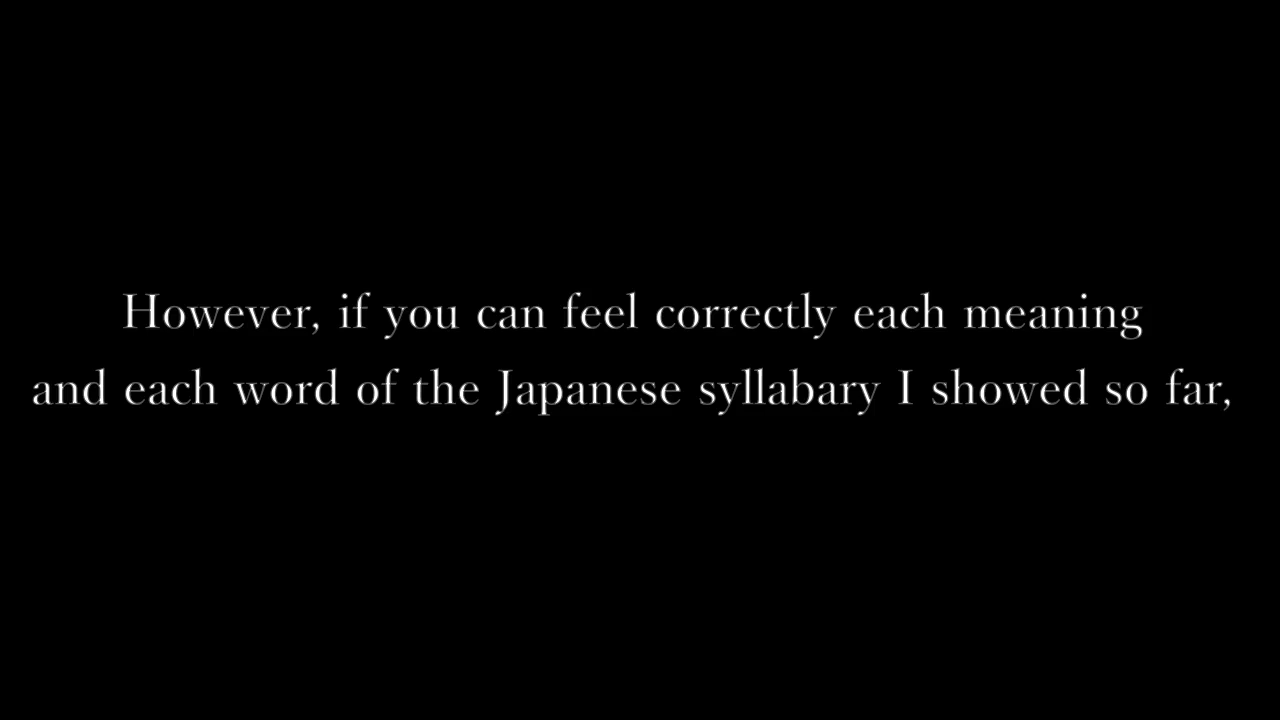 However, if you can feel correctly each meaning
and each word of the Japanese syllabary I showed so far,